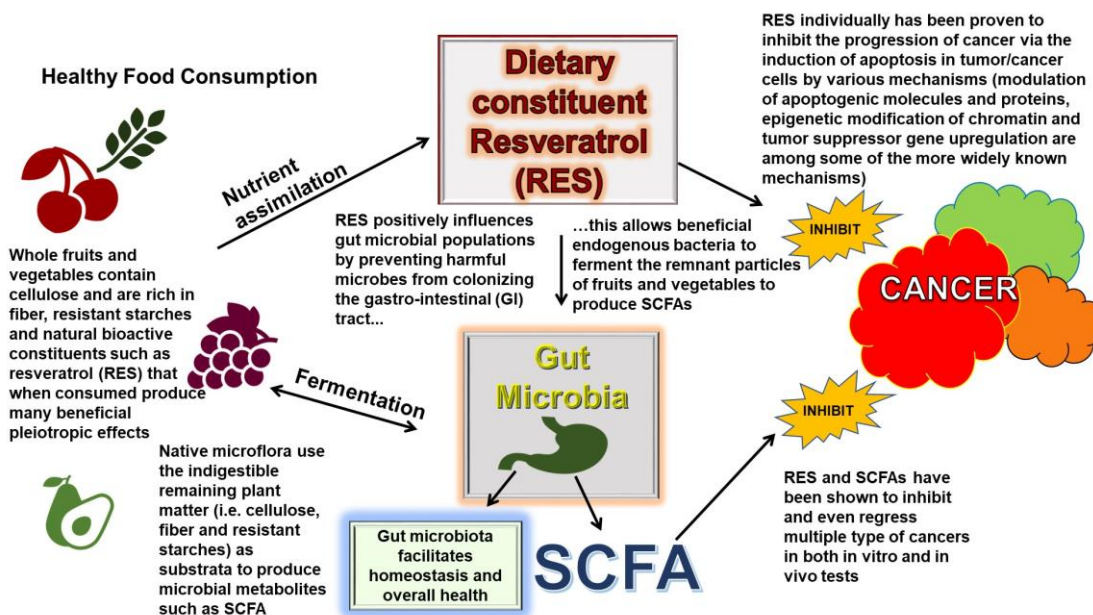 Healthy Food Consumption
Whole fruits and
vegetables contain
cellulose and are rich in
fiber, resistant starches
and natural bioactive
constituents such as
resveratrol (RES) that
when consumed produce
many beneficial
pleiotropic effects
Nutrient
assimilation
Fermentation
Native microflora use
the indigestible
remaining plant
matter (i.e. cellulose,
fiber and resistant
starches) as
substrata to produce
microbial metabolites
such as SCFA
Dietary
constituent
Resveratrol
(RES)
RES positively influences
gut microbial populations
by preventing harmful
microbes from colonizing
the gastro-intestinal (GI)
tract...
…this allows beneficial
endogenous bacteria to
ferment the remnant particles
of fruits and vegetables to
produce SCFAs
Gut
Microbia
Gut microbiota
facilitates
homeostasis and
overall health
SCFA
RES individually has been proven to
inhibit the progression of cancer via the
induction of apoptosis in tumor/cancer
cells by various mechanisms (modulation
of apoptogenic molecules and proteins,
epigenetic modification of chromatin and
tumor suppressor gene upregulation are
among some of the more widely known
mechanisms)
INHIBIT
CANCER
INHIBIT
RES and SCFAs have
been shown to inhibit
and even regress
multiple type of cancers
in both in vitro and in
vivo tests